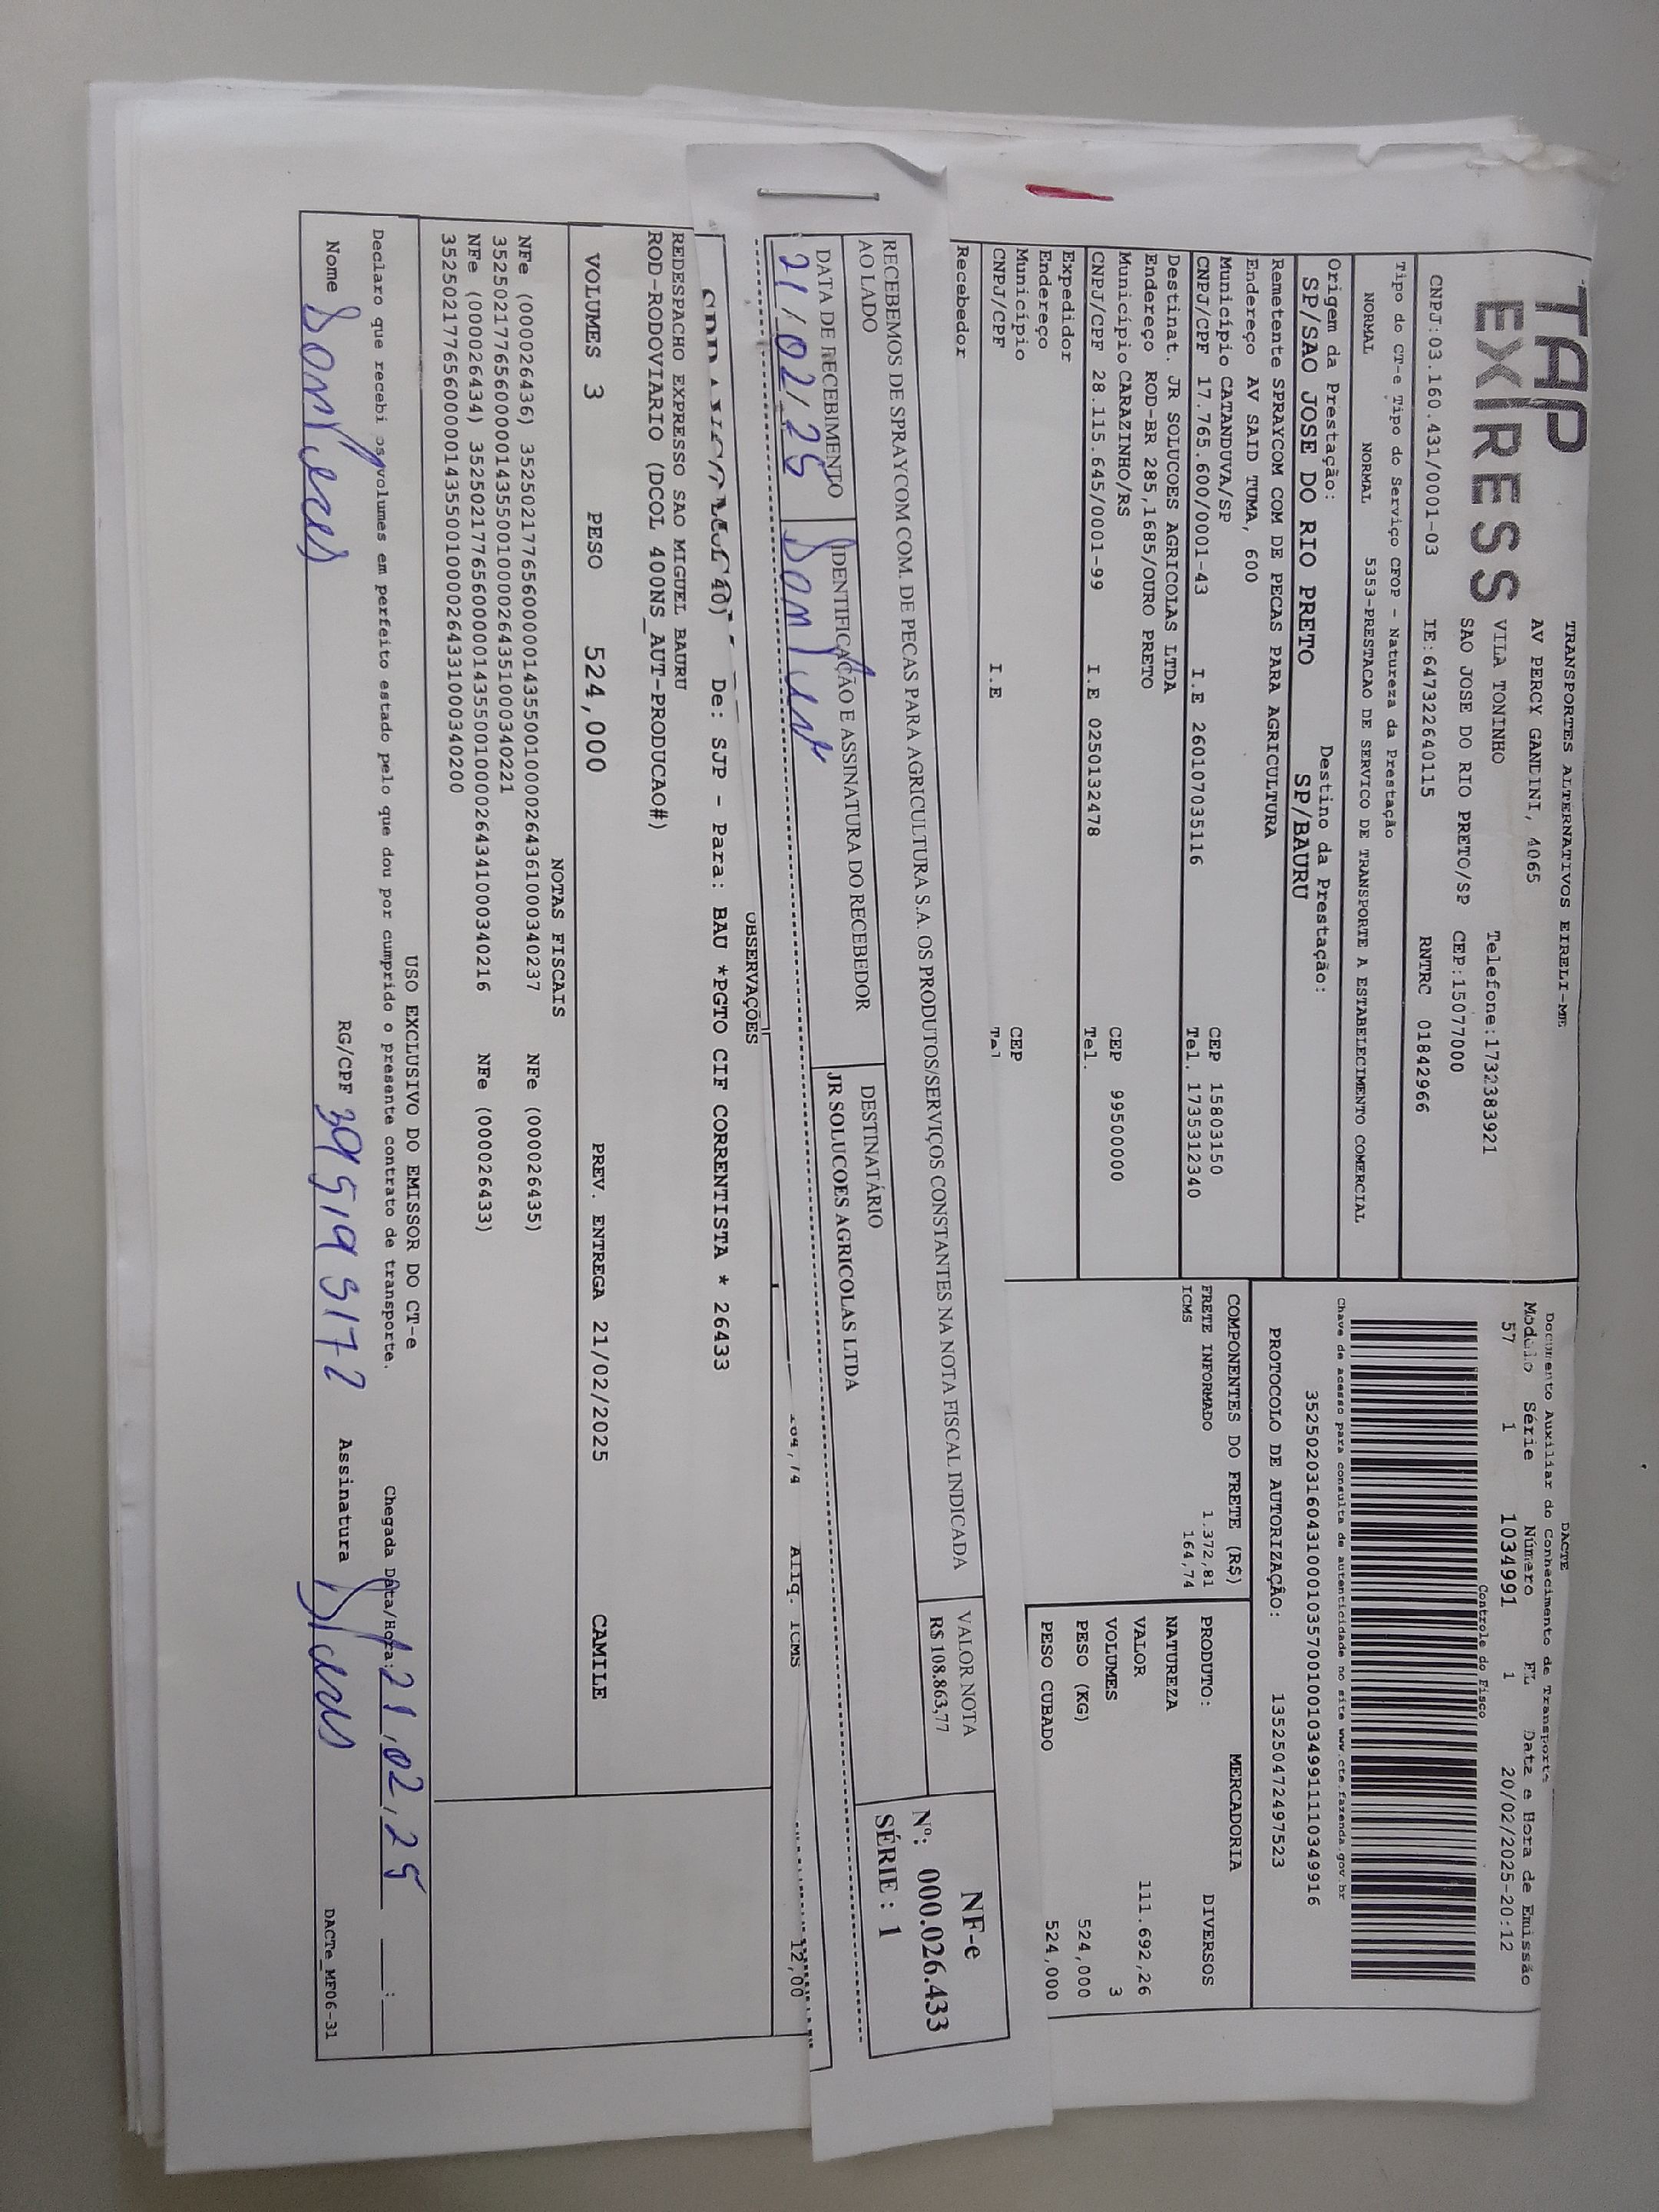 TAP
EXPRESS
TRANSPORTES ALTERNATIVOS EIRELI-ME
AV PERCY GANDINI, 4065
VILA TONINHO Telefone:1732383921
SAO JOSE DO RIO PRETO/SP CEP:15077000
CNPJ:03.160.431/0001-03 IE:647322640115 RNTRC 01842966
Tipo do CT-e Tipo do Serviço CFOP - Natureza da Prestação
NORMAL NORMAL 5353-PRESTACAO DE SERVICO DE TRANSPORTE A ESTABELECIMENTO COMERCIAL
Origem da Prestação: Destino da Prestação:
SP/SAO JOSE DO RIO PRETO SP/BAURU
Remetente SPRAYCOM COM DE PECAS PARA AGRICULTURA
Endereço AV SAID TUMA, 600
Município CATANDUVA/SP CEP 15803150
CNPJ/CPF 17.765.600/0001-43 I.E 260107035116 Tel. 1735312340
Destinat. JR SOLUCOES AGRICOLAS LTDA
Endereço ROD-BR 285,1685/OURO PRETO
Município CARAZINHO/RS CEP 99500000
CNPJ/CPF 28.115.645/0001-99 I.E 0250132478 Tel.
Expedidor
Endereço
Município CEP
CNPJ/CPF I.E Tel
Recebedor
DACTE
Documento Auxiliar do Conhecimento de Transporte
Modelo Série Número FL Data e Hora de Emissão
57 1 1034991 1 20/02/2025-20:12
Controle do Fisco
Chave de acesso para consulta de autenticidade no site www.cte.fazenda.gov.br
35250203160431000103570010010349911110349916
PROTOCOLO DE AUTORIZAÇÃO: 135250472497523
COMPONENTES DO FRETE (R$)
FRETE INFORMADO 1.372,81
ICMS 164,74
MERCADORIA
PRODUTO: DIVERSOS
NATUREZA
VALOR 111.692,26
VOLUMES 3
PESO (KG) 524,000
PESO CUBADO 524,000
RECEBEMOS DE SPRAYCOM COM. DE PECAS PARA AGRICULTURA S.A. OS PRODUTOS/SERVIÇOS CONSTANTES NA NOTA FISCAL INDICADA
AO LADO
VALOR NOTA
R$ 108.863,77
NF-e
Nº: 000.026.433
SÉRIE : 1
DATA DE RECEBIMENTO
21/02/25
IDENTIFICAÇÃO E ASSINATURA DO RECEBEDOR
DESTINATÁRIO
JR SOLUCOES AGRICOLAS LTDA
Aliq. ICMS 12,00
OBSERVAÇÕES
De: SJP - Para: BAU *PGTO CIF CORRENTISTA * 26433
REDESPACHO EXPRESSO SAO MIGUEL BAURU
ROD-RODOVIARIO (DCOL 400NS_AUT-PRODUCAO#)
VOLUMES 3 PESO 524,000 PREV. ENTREGA 21/02/2025 CAMILE
NOTAS FISCAIS
NFe (00026436) 35250217765600000143550010000264361000340237 NFe (00026435)
35250217765600000143550010000264351000340221
NFe (00026434) 35250217765600000143550010000264341000340216 NFe (00026433)
35250217765600000143550010000264331000340200
USO EXCLUSIVO DO EMISSOR DO CT-e
Declaro que recebi os volumes em perfeito estado pelo que dou por cumprido o presente contrato de transporte. Chegada Data/Hora: 21,02,25 __:__
Nome RG/CPF Assinatura DACTe_MF06-31